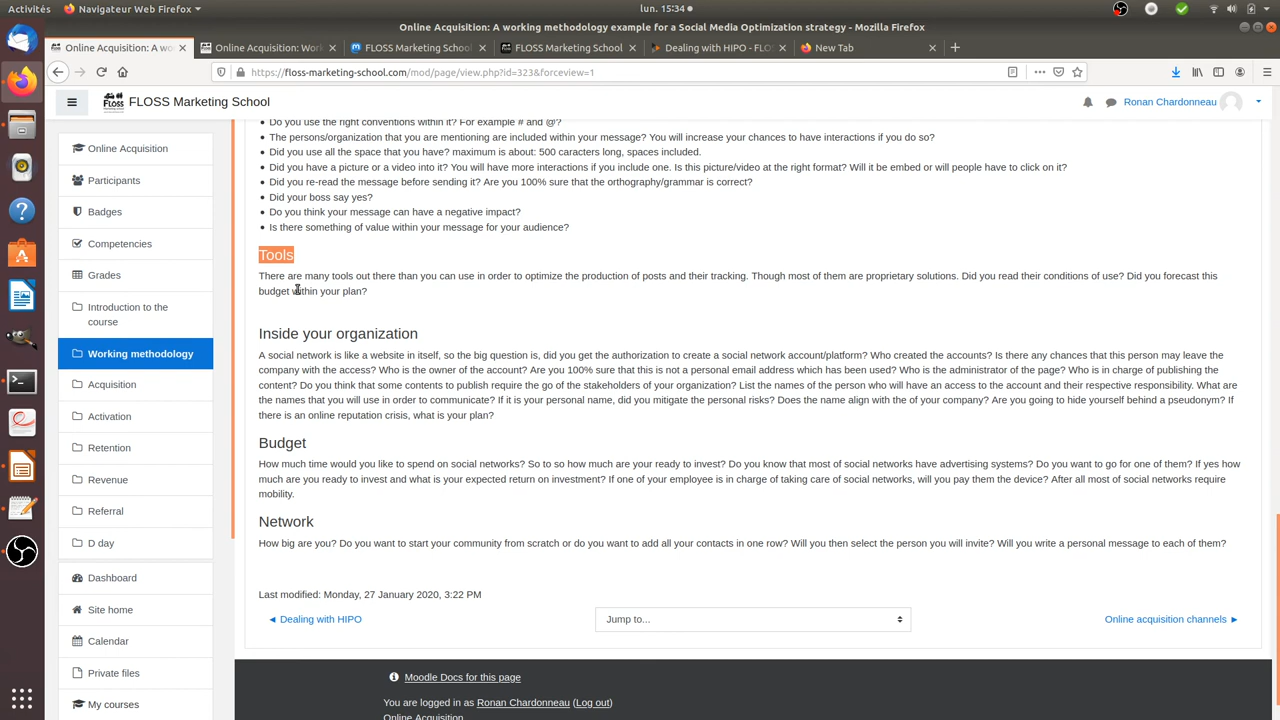 Activités
Navigateur Web Firefox
lun. 15:34
Online Acquisition: A working methodology example for a Social Media Optimization strategy - Mozilla Firefox
Online Acquisition: A wo
Online Acquisition: Work
FLOSS Marketing School
FLOSS Marketing School
Dealing with HIPO - FLO
New Tab
https://floss-marketing-school.com/mod/page/view.php?id=323&forceview=1
FLOSS Marketing School
Ronan Chardonneau
Online Acquisition
Participants
Badges
Competencies
Grades
Introduction to the
course
Working methodology
Acquisition
Activation
Retention
Revenue
Referral
D day
Dashboard
Site home
Calendar
Private files
My courses
Do you use the right conventions within it? For example # and @?
The persons/organization that you are mentioning are included within your message? You will increase your chances to have interactions if you do so?
Did you use all the space that you have? maximum is about: 500 caracters long, spaces included.
Did you have a picture or a video into it? You will have more interactions if you include one. Is this picture/video at the right format? Will it be embed or will people have to click on it?
Did you re-read the message before sending it? Are you 100% sure that the orthography/grammar is correct?
Did your boss say yes?
Do you think your message can have a negative impact?
Is there something of value within your message for your audience?
Tools
There are many tools out there than you can use in order to optimize the production of posts and their tracking. Though most of them are proprietary solutions. Did you read their conditions of use? Did you forecast this
budget within your plan?
Inside your organization
A social network is like a website in itself, so the big question is, did you get the authorization to create a social network account/platform? Who created the accounts? Is there any chances that this person may leave the
company with the access? Who is the owner of the account? Are you 100% sure that this is not a personal email address which has been used? Who is the administrator of the page? Who is in charge of publishing the
content? Do you think that some contents to publish require the go of the stakeholders of your organization? List the names of the person who will have an access to the account and their respective responsibility. What are
the names that you will use in order to communicate? If it is your personal name, did you mitigate the personal risks? Does the name align with the of your company? Are you going to hide yourself behind a pseudonym? If
there is an online reputation crisis, what is your plan?
Budget
How much time would you like to spend on social networks? So to so how much are your ready to invest? Do you know that most of social networks have advertising systems? Do you want to go for one of them? If yes how
much are you ready to invest and what is your expected return on investment? If one of your employee is in charge of taking care of social networks, will you pay them the device? After all most of social networks require
mobility.
Network
How big are you? Do you want to start your community from scratch or do you want to add all your contacts in one row? Will you then select the person you will invite? Will you write a personal message to each of them?
Last modified: Monday, 27 January 2020, 3:22 PM
◄ Dealing with HIPO
Jump to...
Online acquisition channels ►
Moodle Docs for this page
You are logged in as Ronan Chardonneau (Log out)
Online Acquisition